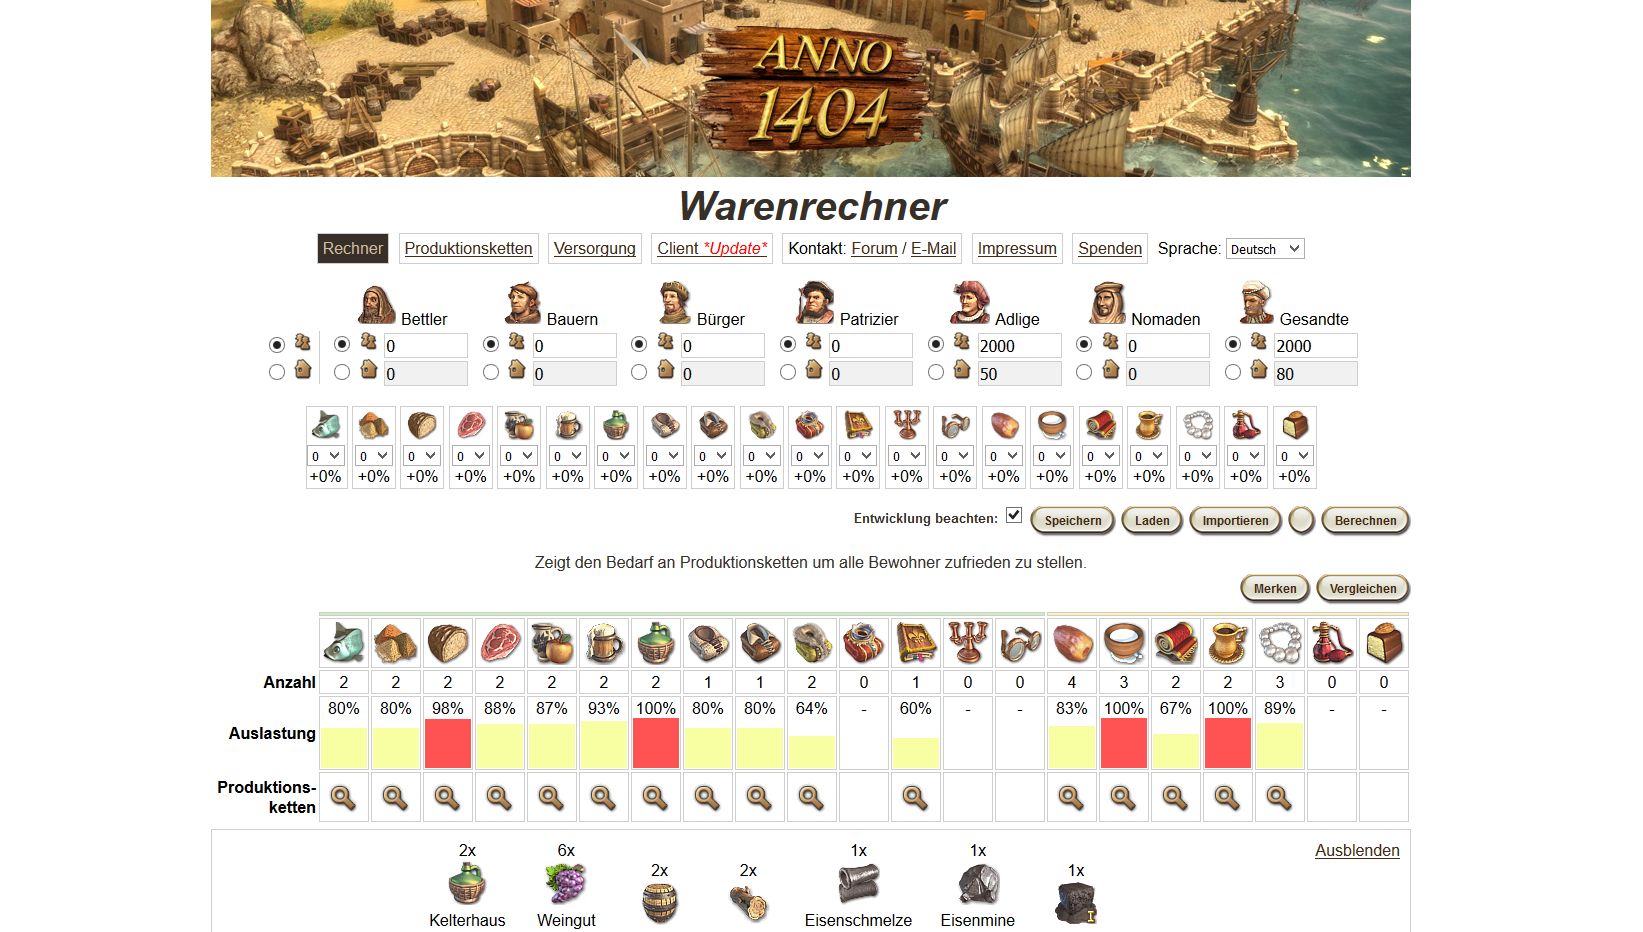 ANNO
1404
Warenrechner
Rechner Produktionsketten Versorgung Client *Update* Kontakt: Forum / E-Mail Impressum Spenden Sprache: Deutsch
Bettler Bauern Bürger Patrizier Adlige Nomaden Gesandte
0 0 0 0 2000 0 2000
0 0 0 0 50 0 80
0 0 0 0 0 0 0 0 0 0 0 0 0 0 0 0 0 0 0 0 0
+0% +0% +0% +0% +0% +0% +0% +0% +0% +0% +0% +0% +0% +0% +0% +0% +0% +0% +0% +0% +0%
Entwicklung beachten: Speichern Laden Importieren Berechnen
Zeigt den Bedarf an Produktionsketten um alle Bewohner zufrieden zu stellen.
Merken Vergleichen
Anzahl 2 2 2 2 2 2 2 1 1 2 0 1 0 0 4 3 2 2 3 0 0
80% 80% 98% 88% 87% 93% 100% 80% 80% 64% - 60% - - 83% 100% 67% 100% 89% - -
Auslastung
Produktions-
ketten
2x 6x 1x 1x Ausblenden
2x 2x 1x
I
Kelterhaus Weingut Eisenschmelze Eisenmine